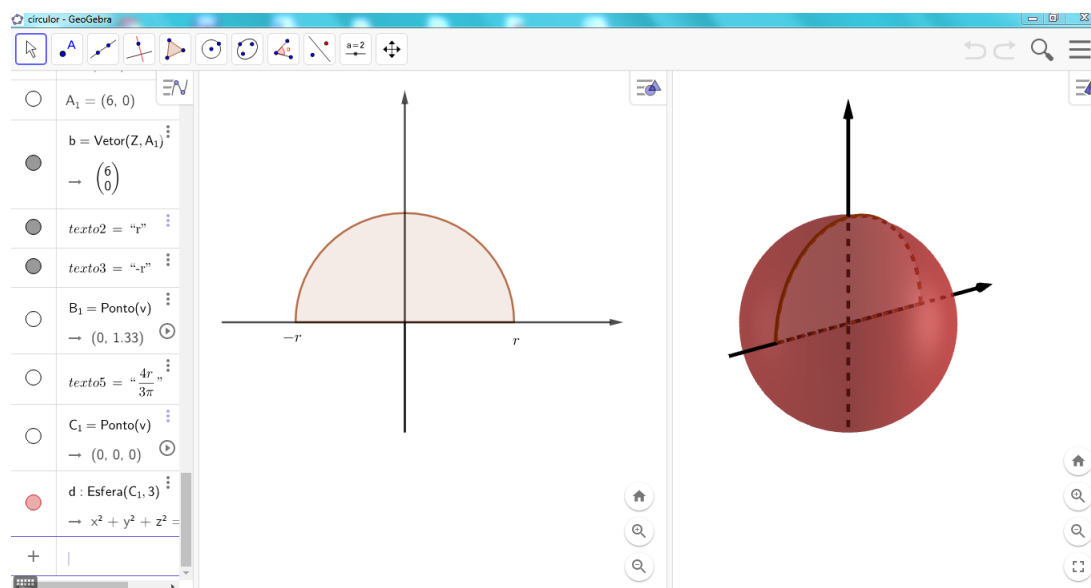 circulor - GeoGebra
A
a=2
A₁ = (6, 0)
b = Vetor(Z, A₁)
→ (6
0)
texto2 = “r”
texto3 = “-r”
B₁ = Ponto(v)
→ (0, 1.33)
texto5 = “4r/3π”
C₁ = Ponto(v)
→ (0, 0, 0)
d : Esfera(C₁, 3)
→ x² + y² + z² =
−r
r